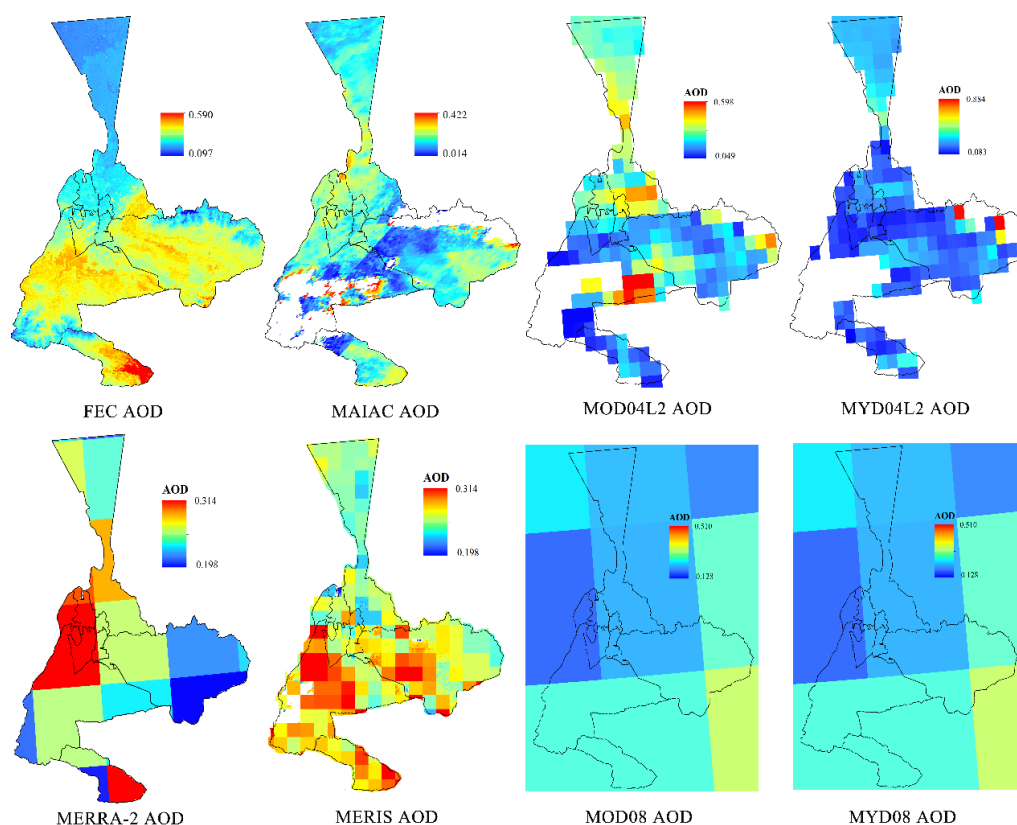 0.590
0.097
FEC AOD
0.422
0.014
MAIAC AOD
AOD
0.598
0.049
MOD04L2 AOD
AOD
0.884
0.083
MYD04L2 AOD
AOD
0.314
0.198
MERRA-2 AOD
AOD
0.314
0.198
MERIS AOD
AOD
0.510
0.128
MOD08 AOD
AOD
0.510
0.128
MYD08 AOD